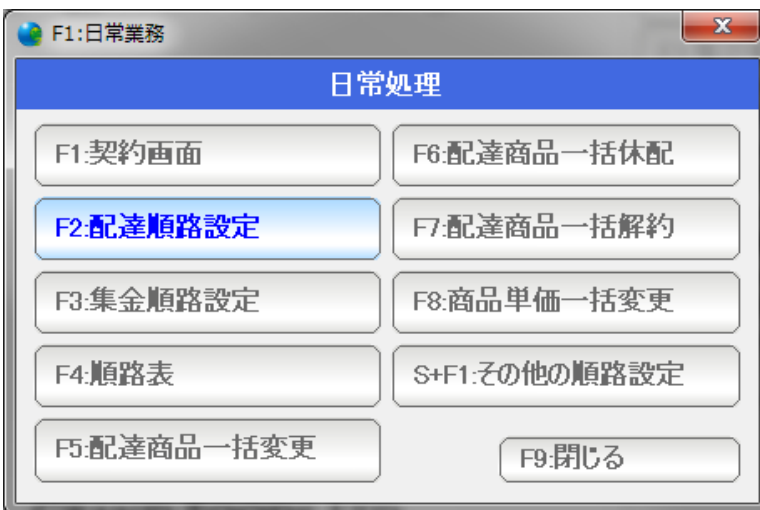 F1:日常業務
日常処理
F1:契約画面
F2:配達順路設定
F3:集金順路設定
F4:順路表
F5:配達商品一括変更
F6:配達商品一括休配
F7:配達商品一括解約
F8:商品単価一括変更
S+F1:その他の順路設定
F9:閉じる